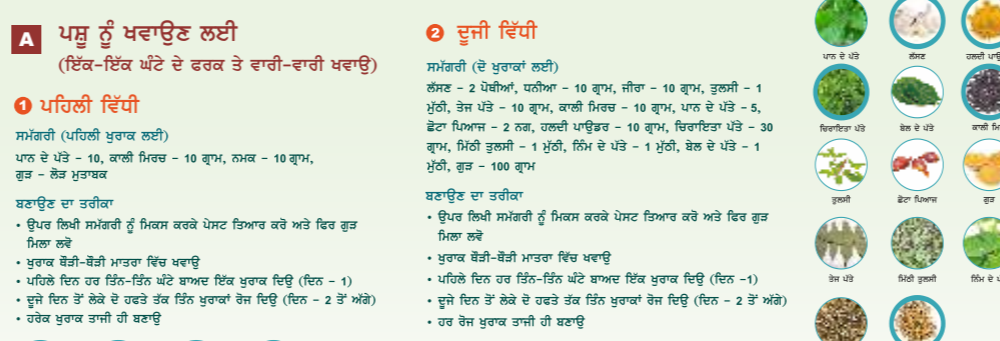 A ਪਸ਼ੂ ਨੂੰ ਖਵਾਉਣ ਲਈ
(ਇੱਕ-ਇੱਕ ਘੰਟੇ ਦੇ ਫਰਕ ਤੇ ਵਾਰੀ-ਵਾਰੀ ਖਵਾਉ)
1 ਪਹਿਲੀ ਵਿੱਧੀ
ਸਮੱਗਰੀ (ਪਹਿਲੀ ਖੁਰਾਕ ਲਈ)
ਪਾਨ ਦੇ ਪੱਤੇ - 10, ਕਾਲੀ ਮਿਰਚ - 10 ਗ੍ਰਾਮ, ਨਮਕ - 10 ਗ੍ਰਾਮ,
ਗੁੜ - ਲੋੜ ਮੁਤਾਬਕ
ਬਣਾਉਣ ਦਾ ਤਰੀਕਾ
• ਉਪਰ ਲਿਖੀ ਸਮੱਗਰੀ ਨੂੰ ਮਿਕਸ ਕਰਕੇ ਪੇਸਟ ਤਿਆਰ ਕਰੋ ਅਤੇ ਫਿਰ ਗੁੜ
ਮਿਲਾ ਲਵੋ
• ਖੁਰਾਕ ਥੋੜੀ-ਥੋੜੀ ਮਾਤਰਾ ਵਿੱਚ ਖਵਾਉ
• ਪਹਿਲੇ ਦਿਨ ਹਰ ਤਿੰਨ-ਤਿੰਨ ਘੰਟੇ ਬਾਅਦ ਇੱਕ ਖੁਰਾਕ ਦਿਉ (ਦਿਨ - 1)
• ਦੂਜੇ ਦਿਨ ਤੋਂ ਲੇਕੇ ਦੋ ਹਫਤੇ ਤੱਕ ਤਿੰਨ ਖੁਰਾਕਾਂ ਰੋਜ ਦਿਉ (ਦਿਨ - 2 ਤੋਂ ਅੱਗੇ)
• ਹਰੇਕ ਖੁਰਾਕ ਤਾਜੀ ਹੀ ਬਣਾਉ
2 ਦੂਜੀ ਵਿੱਧੀ
ਸਮੱਗਰੀ (ਦੋ ਖੁਰਾਕਾਂ ਲਈ)
ਲੱਸਣ - 2 ਪੋਥੀਆਂ, ਧਨੀਆ - 10 ਗ੍ਰਾਮ, ਜੀਰਾ - 10 ਗ੍ਰਾਮ, ਤੁਲਸੀ - 1
ਮੁੱਠੀ, ਤੇਜ ਪੱਤੇ - 10 ਗ੍ਰਾਮ, ਕਾਲੀ ਮਿਰਚ - 10 ਗ੍ਰਾਮ, ਪਾਨ ਦੇ ਪੱਤੇ - 5,
ਛੋਟਾ ਪਿਆਜ - 2 ਨਗ, ਹਲਦੀ ਪਾਊਡਰ - 10 ਗ੍ਰਾਮ, ਚਿਰਾਇਤਾ ਪੱਤੇ - 30
ਗ੍ਰਾਮ, ਮਿੱਠੀ ਤੁਲਸੀ - 1 ਮੁੱਠੀ, ਨਿੰਮ ਦੇ ਪੱਤੇ - 1 ਮੁੱਠੀ, ਬੇਲ ਦੇ ਪੱਤੇ - 1
ਮੁੱਠੀ, ਗੁੜ - 100 ਗ੍ਰਾਮ
ਬਣਾਉਣ ਦਾ ਤਰੀਕਾ
• ਉਪਰ ਲਿਖੀ ਸਮੱਗਰੀ ਨੂੰ ਮਿਕਸ ਕਰਕੇ ਪੇਸਟ ਤਿਆਰ ਕਰੋ ਅਤੇ ਫਿਰ ਗੁੜ
ਮਿਲਾ ਲਵੋ
• ਖੁਰਾਕ ਥੋੜੀ-ਥੋੜੀ ਮਾਤਰਾ ਵਿੱਚ ਖਵਾਉ
• ਪਹਿਲੇ ਦਿਨ ਹਰ ਤਿੰਨ-ਤਿੰਨ ਘੰਟੇ ਬਾਅਦ ਇੱਕ ਖੁਰਾਕ ਦਿਉ (ਦਿਨ -1)
• ਦੂਜੇ ਦਿਨ ਤੋਂ ਲੇਕੇ ਦੋ ਹਫਤੇ ਤੱਕ ਤਿੰਨ ਖੁਰਾਕਾਂ ਰੋਜ ਦਿਉ (ਦਿਨ - 2 ਤੋਂ ਅੱਗੇ)
• ਹਰ ਰੋਜ ਖੁਰਾਕ ਤਾਜੀ ਹੀ ਬਣਾਉ
ਪਾਨ ਦੇ ਪੱਤੇ ਲੱਸਣ ਹਲਦੀ
ਚਿਰਾਇਤਾ ਪੱਤੇ ਬੇਲ ਦੇ ਪੱਤੇ ਕਾਲੀ
ਤੁਲਸੀ ਛੋਟਾ ਪਿਆਜ ਗੁੜ
ਤੇਜ ਪੱਤੇ ਮਿੱਠੀ ਤੁਲਸੀ ਨਿੰਮ ਦੇ